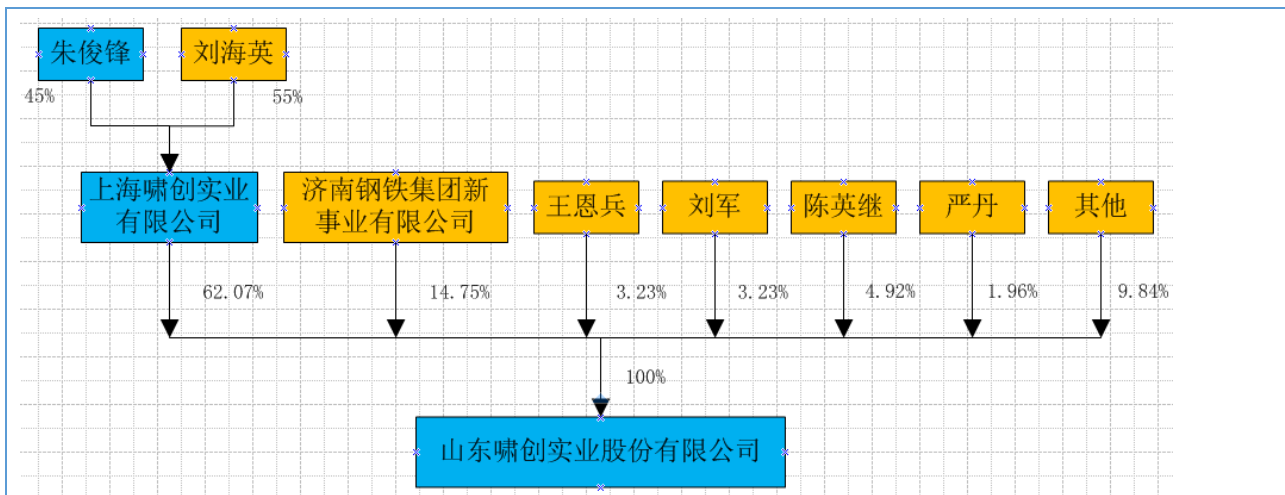 朱俊锋
刘海英
45%
55%
上海啸创实业
有限公司
济南钢铁集团新
事业有限公司
王恩兵
刘军
陈英继
严丹
其他
62.07%
14.75%
3.23%
3.23%
4.92%
1.96%
9.84%
100%
山东啸创实业股份有限公司